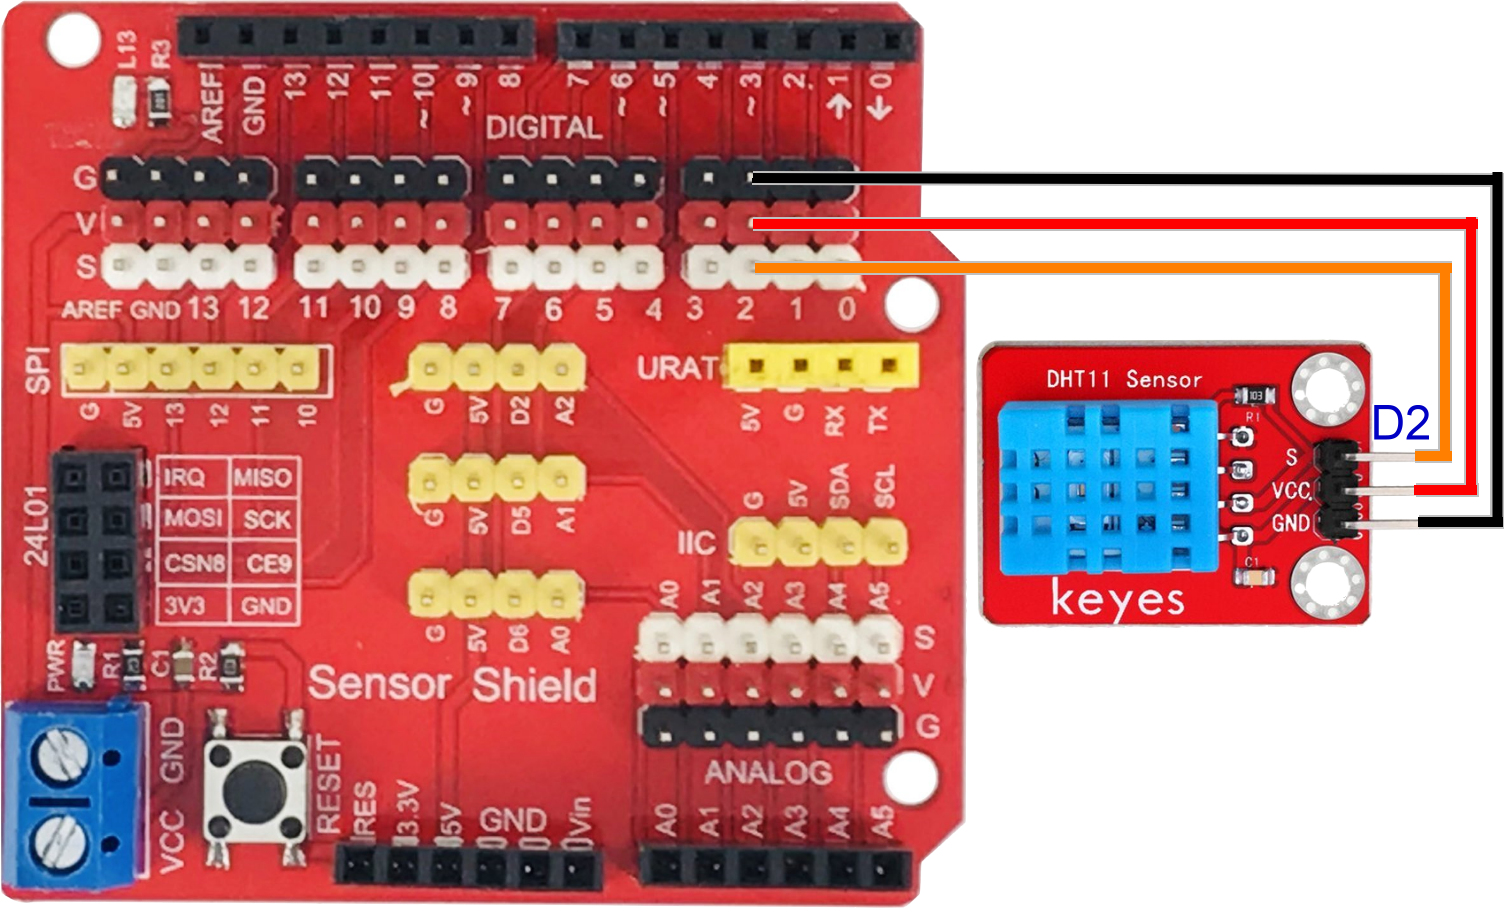 L13
R3
AREF
GND
13
12
11
~10
~9
8
7
~6
~5
4
~3
2
1
0
DIGITAL
G
V
S
AREF GND 13 12 11 10 9 8 7 6 5 4 3 2 1 0
SPI
G 5V 13 12 11 10
G 5V D2 A2
URAT
5V G RX TX
24L01
IRQ MISO
MOSI SCK
CSN8 CE9
3V3 GND
G 5V D5 A1
IIC
G 5V SDA SCL
G 5V D6 A0
A0 A1 A2 A3 A4 A5
S
V
G
ANALOG
PWR R1 C1 R2
Sensor Shield
GND
VCC
RESET
RES 3.3V 5V GND Vin
A0 A1 A2 A3 A4 A5
DHT11 Sensor
103
R1
D2
S
VCC
GND
C1
keyes